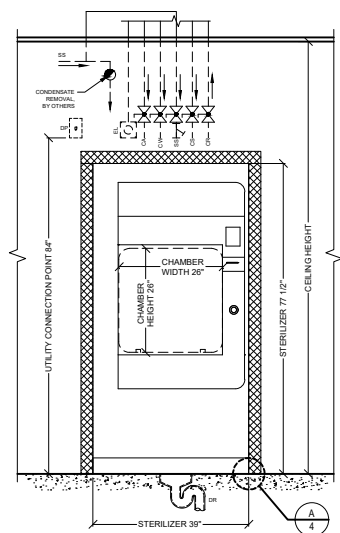 SS
CONDENSATE
REMOVAL,
BY OTHERS
DP
EL
CA
CW
SS
CS
CR
UTILITY CONNECTION POINT 84"
CHAMBER
WIDTH 26"
CHAMBER
HEIGHT 26"
STERILIZER 77 1/2"
CEILING HEIGHT
DR
STERILIZER 39"
A
4